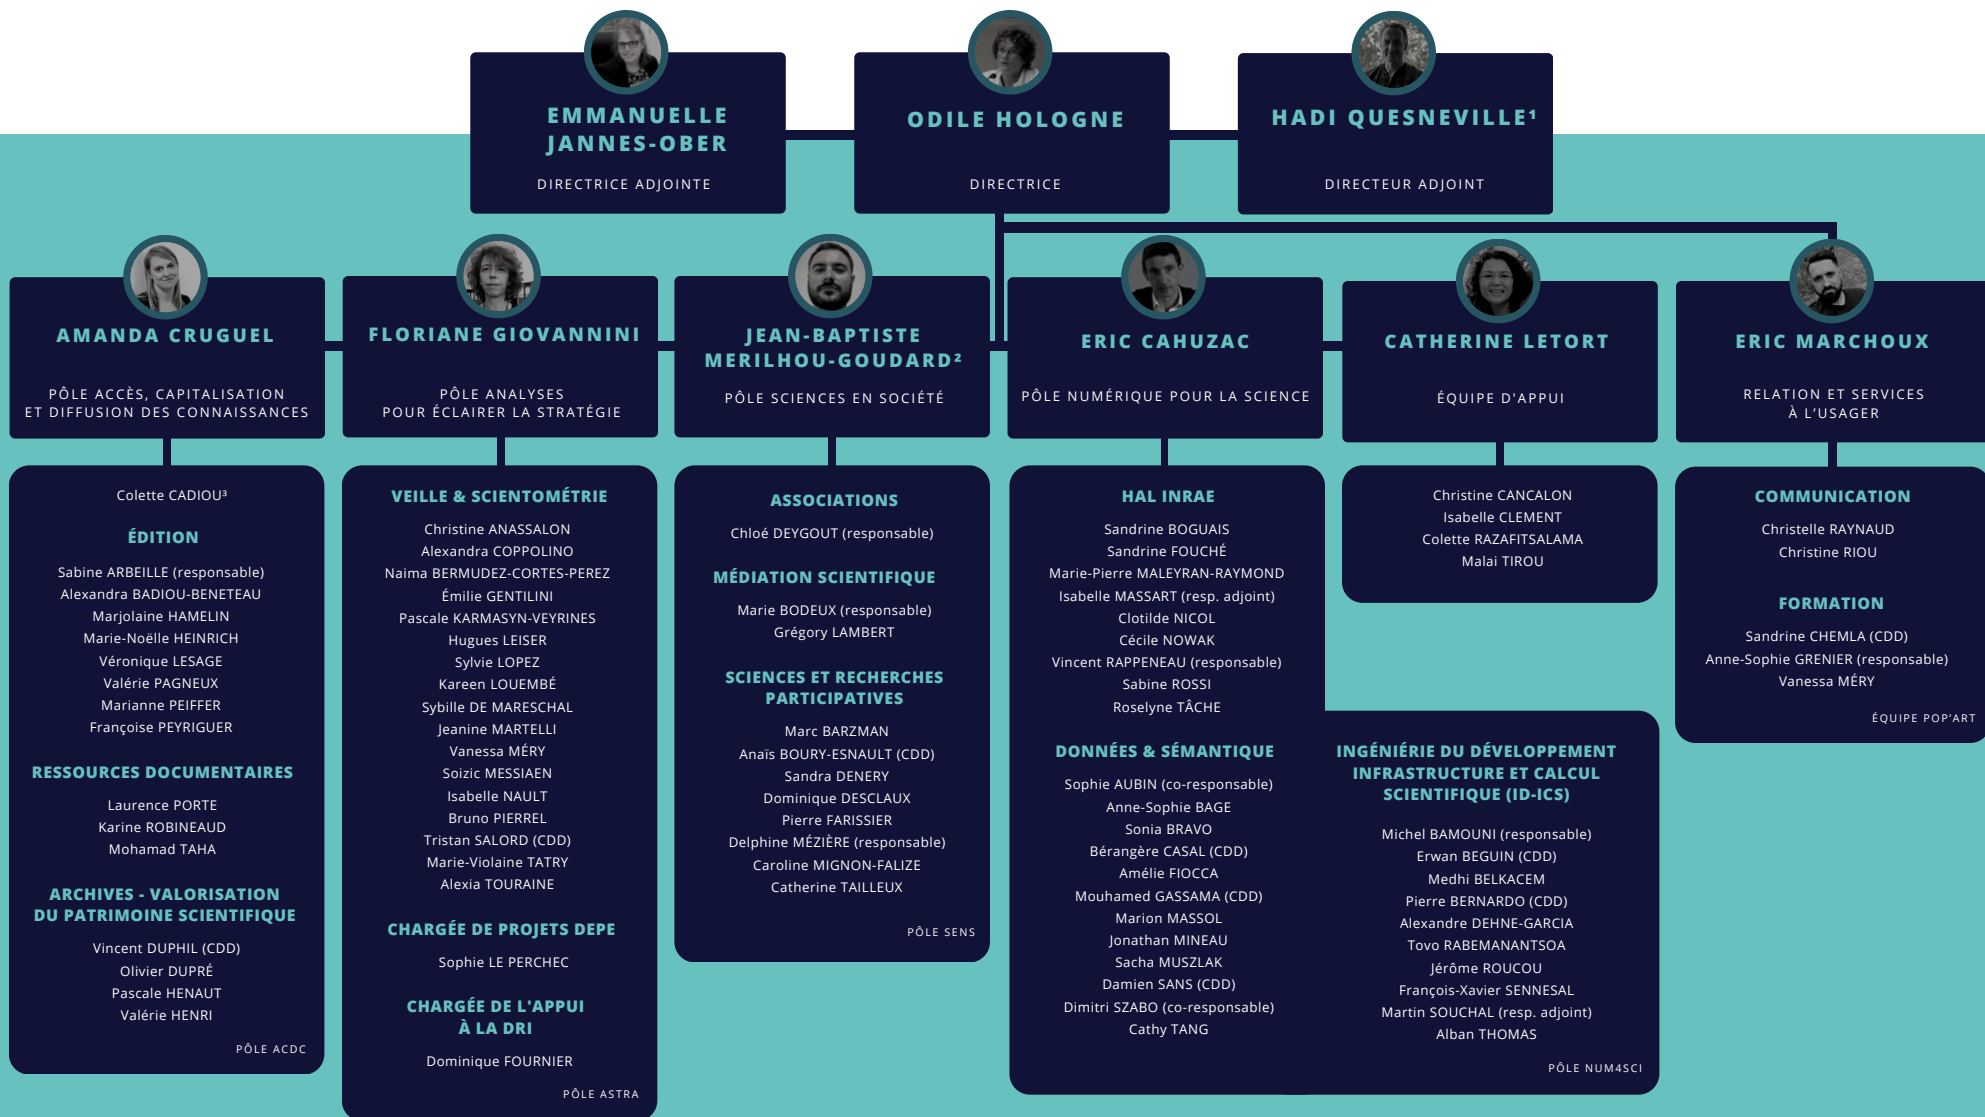 EMMANUELLE
JANNES-OBER
DIRECTRICE ADJOINTE
ODILE HOLOGNE
DIRECTRICE
HADI QUESNEVILLE¹
DIRECTEUR ADJOINT
AMANDA CRUGUEL
PÔLE ACCÈS, CAPITALISATION
ET DIFFUSION DES CONNAISSANCES
FLORIANE GIOVANNINI
PÔLE ANALYSES
POUR ÉCLAIRER LA STRATÉGIE
JEAN-BAPTISTE
MERILHOU-GOUDARD²
PÔLE SCIENCES EN SOCIÉTÉ
ERIC CAHUZAC
PÔLE NUMÉRIQUE POUR LA SCIENCE
CATHERINE LETORT
ÉQUIPE D'APPUI
ERIC MARCHOUX
RELATION ET SERVICES
À L'USAGER
Colette CADIOU³
ÉDITION
Sabine ARBEILLE (responsable)
Alexandra BADIOU-BENETEAU
Marjolaine HAMELIN
Marie-Noëlle HEINRICH
Véronique LESAGE
Valérie PAGNEUX
Marianne PEIFFER
Françoise PEYRIGUER
RESSOURCES DOCUMENTAIRES
Laurence PORTE
Karine ROBINEAUD
Mohamad TAHA
ARCHIVES - VALORISATION
DU PATRIMOINE SCIENTIFIQUE
Vincent DUPHIL (CDD)
Olivier DUPRÉ
Pascale HENAUT
Valérie HENRI
PÔLE ACDC
VEILLE & SCIENTOMÉTRIE
Christine ANASSALON
Alexandra COPPOLINO
Naima BERMUDEZ-CORTES-PEREZ
Émilie GENTILINI
Pascale KARMASYN-VEYRINES
Hugues LEISER
Sylvie LOPEZ
Kareen LOUEMBÉ
Sybille DE MARESCHAL
Jeanine MARTELLI
Vanessa MÉRY
Soizic MESSIAEN
Isabelle NAULT
Bruno PIERREL
Tristan SALORD (CDD)
Marie-Violaine TATRY
Alexia TOURAINE
CHARGÉE DE PROJETS DEPE
Sophie LE PERCHEC
CHARGÉE DE L'APPUI
À LA DRI
Dominique FOURNIER
PÔLE ASTRA
ASSOCIATIONS
Chloé DEYGOUT (responsable)
MÉDIATION SCIENTIFIQUE
Marie BODEUX (responsable)
Grégory LAMBERT
SCIENCES ET RECHERCHES
PARTICIPATIVES
Marc BARZMAN
Anaïs BOURY-ESNAULT (CDD)
Sandra DENERY
Dominique DESCLAUX
Pierre FARISSIER
Delphine MÉZIÈRE (responsable)
Caroline MIGNON-FALIZE
Catherine TAILLEUX
PÔLE SENS
HAL INRAE
Sandrine BOGUAIS
Sandrine FOUCHÉ
Marie-Pierre MALEYRAN-RAYMOND
Isabelle MASSART (resp. adjoint)
Clotilde NICOL
Cécile NOWAK
Vincent RAPPENEAU (responsable)
Sabine ROSSI
Roselyne TÂCHE
DONNÉES & SÉMANTIQUE
Sophie AUBIN (co-responsable)
Anne-Sophie BAGE
Sonia BRAVO
Bérangère CASAL (CDD)
Amélie FIOCCA
Mouhamed GASSAMA (CDD)
Marion MASSOL
Jonathan MINEAU
Sacha MUSZLAK
Damien SANS (CDD)
Dimitri SZABO (co-responsable)
Cathy TANG
INGÉNIÉRIE DU DÉVELOPPEMENT
INFRASTRUCTURE ET CALCUL
SCIENTIFIQUE (ID-ICS)
Michel BAMOUNI (responsable)
Erwan BEGUIN (CDD)
Medhi BELKACEM
Pierre BERNARDO (CDD)
Alexandre DEHNE-GARCIA
Tovo RABEMANANTSOA
Jérôme ROUCOU
François-Xavier SENNESAL
Martin SOUCHAL (resp. adjoint)
Alban THOMAS
PÔLE NUM4SCI
Christine CANCALON
Isabelle CLEMENT
Colette RAZAFITSALAMA
Malai TIROU
COMMUNICATION
Christelle RAYNAUD
Christine RIOU
FORMATION
Sandrine CHEMLA (CDD)
Anne-Sophie GRENIER (responsable)
Vanessa MÉRY
ÉQUIPE POP'ART